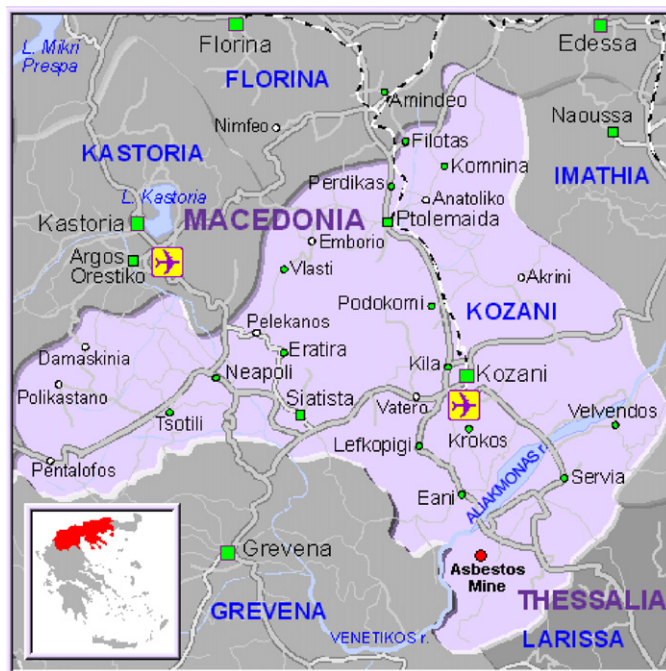 L. Mikri
Prespa
Florina
Edessa
FLORINA
Amindeo
Nimfeo
Naoussa
Filotas
KASTORIA
Komnina
IMATHIA
L. Kastoria
Perdikas
Anatoliko
Kastoria
MACEDONIA
Ptolemaida
Emborio
Argos
Orestiko
Vlasti
Akrini
Podokomi
KOZANI
Pelekanos
Damaskinia
Eratira
Kila
Kozani
Neapoli
Polikastano
Siatista
Vatero
Velvendos
Tsotili
Krokos
Lefkopigi
Pentalofos
Servia
Eani
ALIAKMONAS r.
Grevena
Asbestos
Mine
THESSALIA
GREVENA
VENETIKOS r.
LARISSA